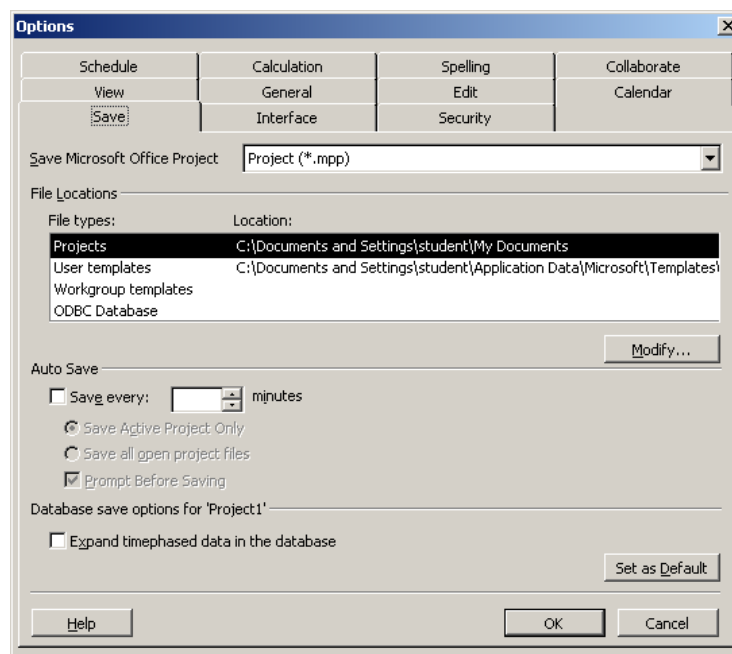 Options
Schedule Calculation Spelling Collaborate
View General Edit Calendar
Save Interface Security
Save Microsoft Office Project Project (*.mpp)
File Locations
File types: Location:
Projects C:\Documents and Settings\student\My Documents
User templates C:\Documents and Settings\student\Application Data\Microsoft\Templates\
Workgroup templates
ODBC Database
Modify...
Auto Save
Save every: minutes
Save Active Project Only
Save all open project files
Prompt Before Saving
Database save options for 'Project1'
Expand timephased data in the database
Set as Default
Help OK Cancel